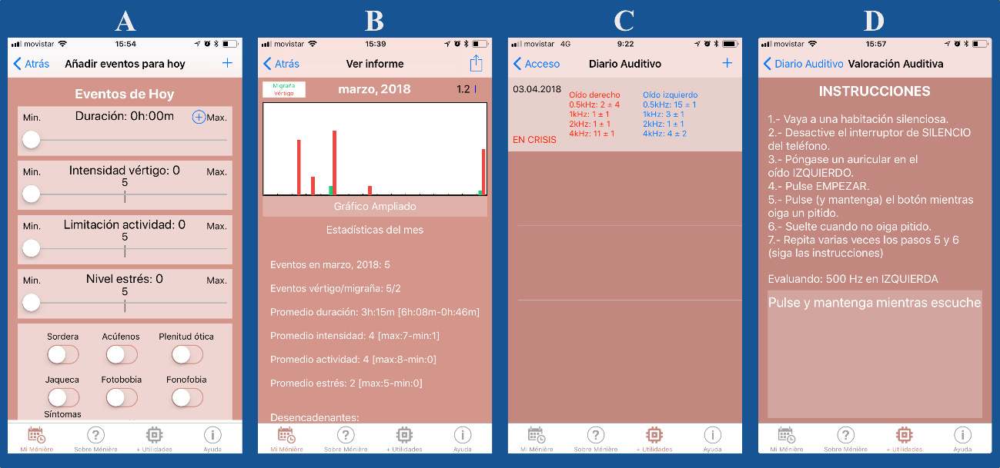 A
movistar 15:54
Atrás Añadir eventos para hoy +
Eventos de Hoy
Min. Duración: 0h:00m Max.
Min. Intensidad vértigo: 0 Max.
5
Min. Limitación actividad: 0 Max.
5
Min. Nivel estrés: 0 Max.
5
Sordera Acúfenos Plenitud ótica
Jaqueca Fotobobia Fonofobia
Síntomas
Mi Ménière Sobre Ménière + Utilidades Ayuda
B
movistar 15:39
Atrás Ver informe
Migraña
Vértigo
marzo, 2018 1.2 l
Gráfico Ampliado
Estadísticas del mes
Eventos en marzo, 2018: 5
Eventos vértigo/migraña: 5/2
Promedio duración: 3h:15m [6h:08m-0h:46m]
Promedio intensidad: 4 [max:7-min:1]
Promedio actividad: 4 [max:8-min:0]
Promedio estrés: 2 [max:5-min:0]
Desencadenantes:
Mi Ménière Sobre Ménière + Utilidades Ayuda
C
movistar 4G 9:22
Acceso Diario Auditivo +
03.04.2018
EN CRISIS
Oído derecho
0.5kHz: 2 ± 4
1kHz: 1 ± 1
2kHz: 1 ± 1
4kHz: 11 ± 1
Oído izquierdo
0.5kHz: 15 ± 1
1kHz: 3 ± 1
2kHz: 1 ± 1
4kHz: 4 ± 2
Mi Ménière Sobre Ménière + Utilidades Ayuda
D
movistar 15:57
Diario Auditivo Valoración Auditiva
INSTRUCCIONES
1.- Vaya a una habitación silenciosa.
2.- Desactive el interruptor de SILENCIO
del teléfono.
3.- Póngase un auricular en el
oído IZQUIERDO.
4.- Pulse EMPEZAR.
5.- Pulse (y mantenga) el botón mientras
oiga un pitido.
6.- Suelte cuando no oiga pitido.
7.- Repita varias veces los pasos 5 y 6
(siga las instrucciones)
Evaluando: 500 Hz en IZQUIERDA
Pulse y mantenga mientras escuche
Mi Ménière Sobre Ménière + Utilidades Ayuda